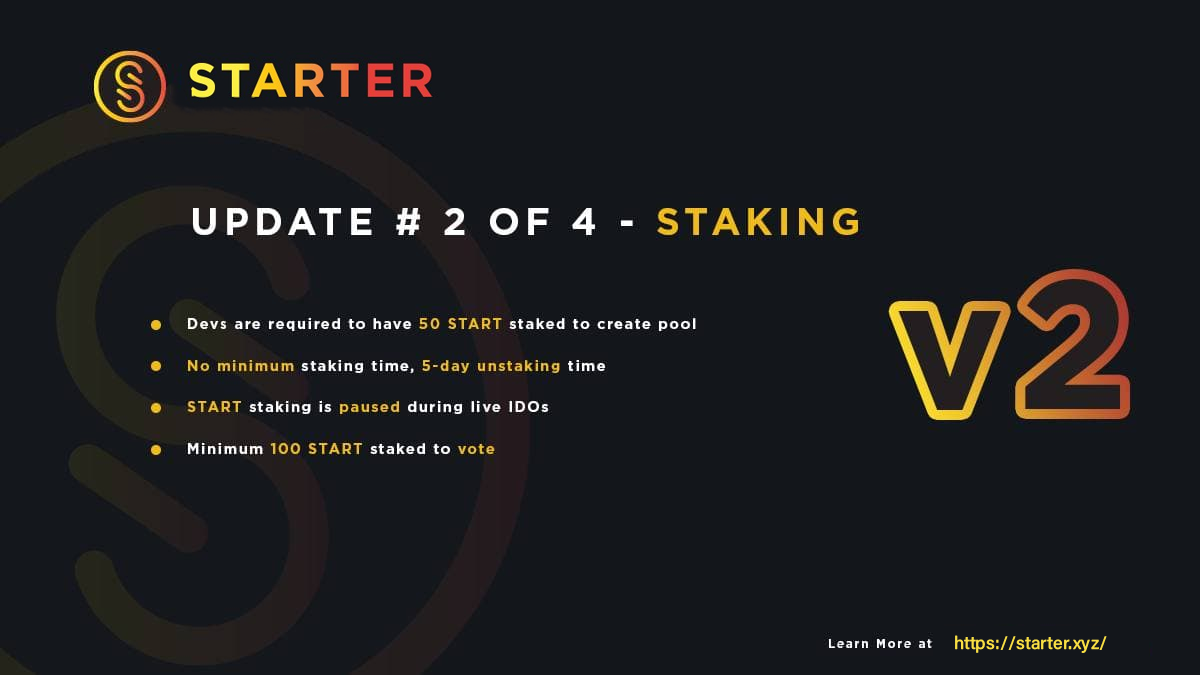 STARTER
UPDATE # 2 OF 4 - STAKING
Devs are required to have 50 START staked to create pool
No minimum staking time, 5-day unstaking time
START staking is paused during live IDOs
Minimum 100 START staked to vote
v2
Learn More at https://starter.xyz/